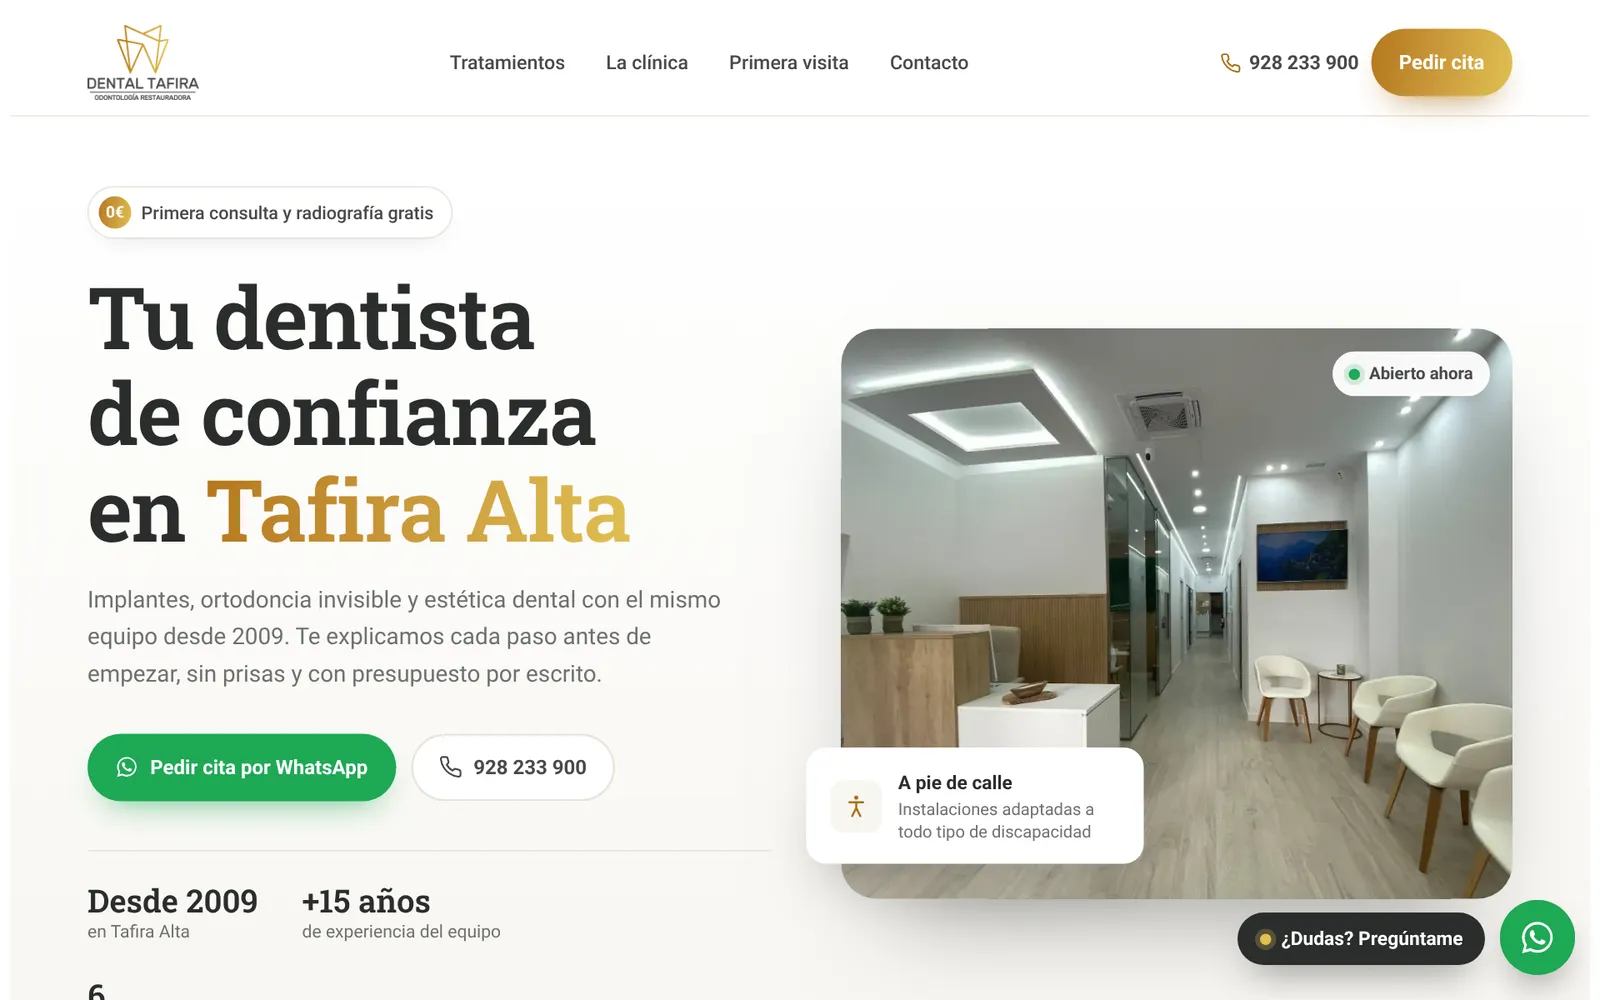 DENTAL TAFIRA
ODONTOLOGÍA RESTAURADORA
Tratamientos
La clínica
Primera visita
Contacto
928 233 900
Pedir cita
0€ Primera consulta y radiografía gratis
Tu dentista
de confianza
en Tafira Alta
Implantes, ortodoncia invisible y estética dental con el mismo
equipo desde 2009. Te explicamos cada paso antes de
empezar, sin prisas y con presupuesto por escrito.
Pedir cita por WhatsApp
928 233 900
Desde 2009
en Tafira Alta
+15 años
de experiencia del equipo
6
Abierto ahora
A pie de calle
Instalaciones adaptadas a
todo tipo de discapacidad
¿Dudas? Pregúntame